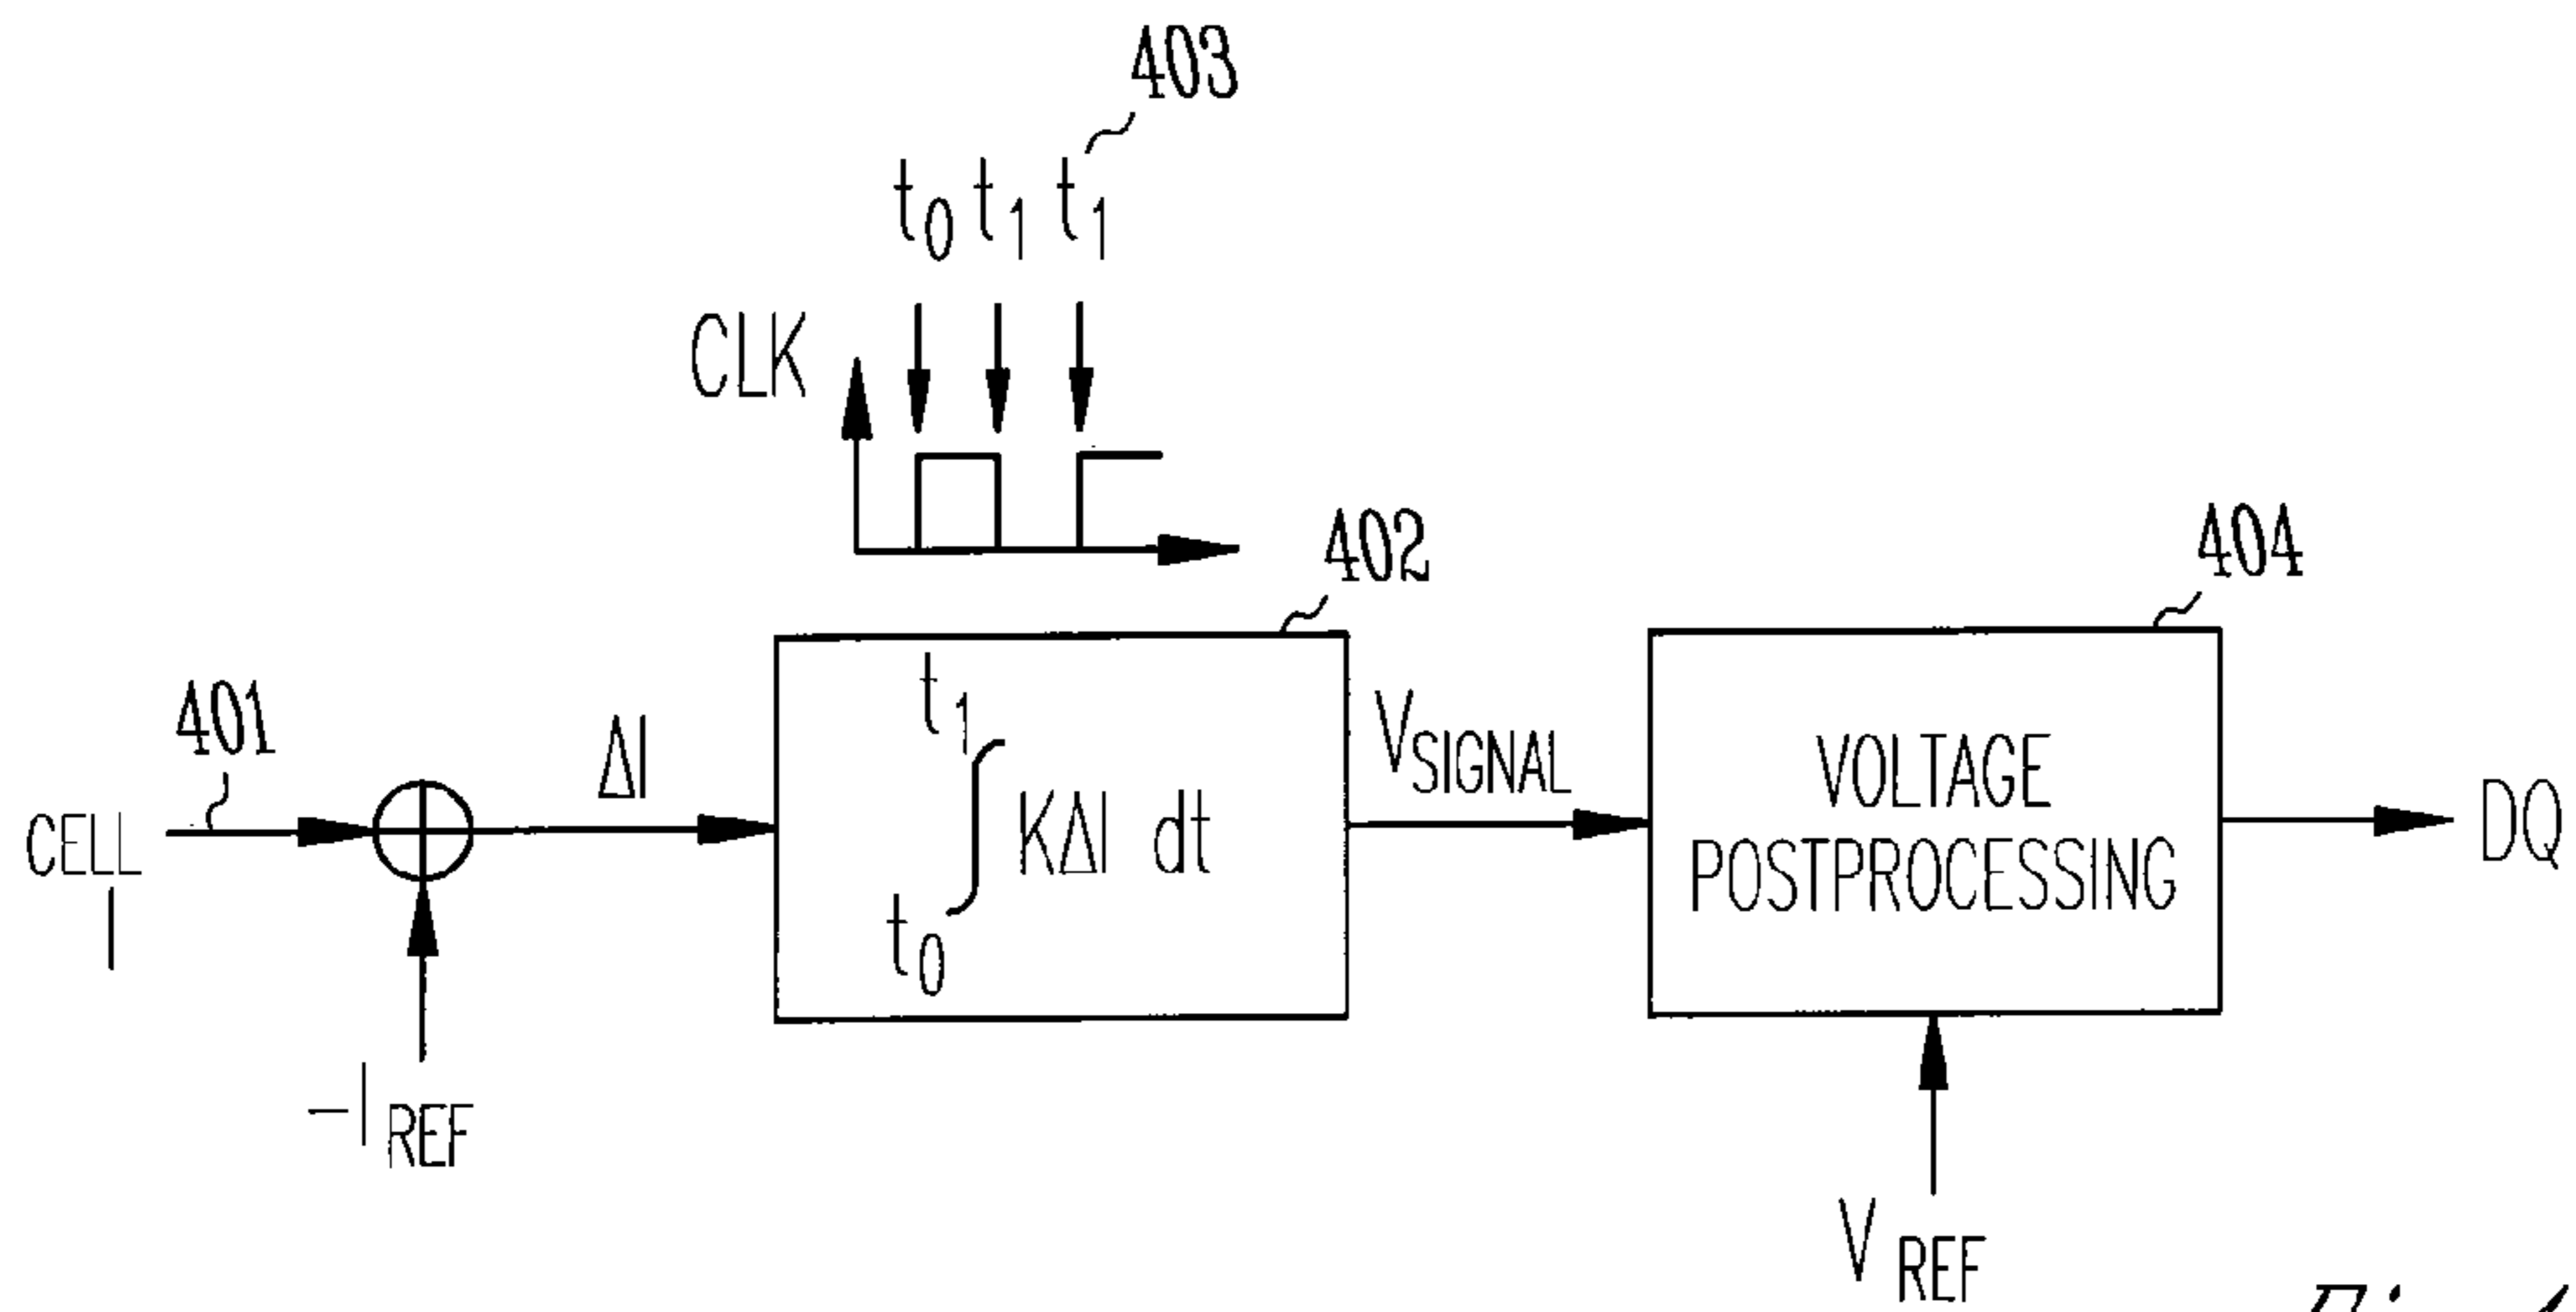 403
t0 t1 t1
CLK
402
404
401
CELL
I
ΔI
t1
∫ KΔI dt
t0
VSIGNAL
VOLTAGE
POSTPROCESSING
DQ
-IREF
VREF